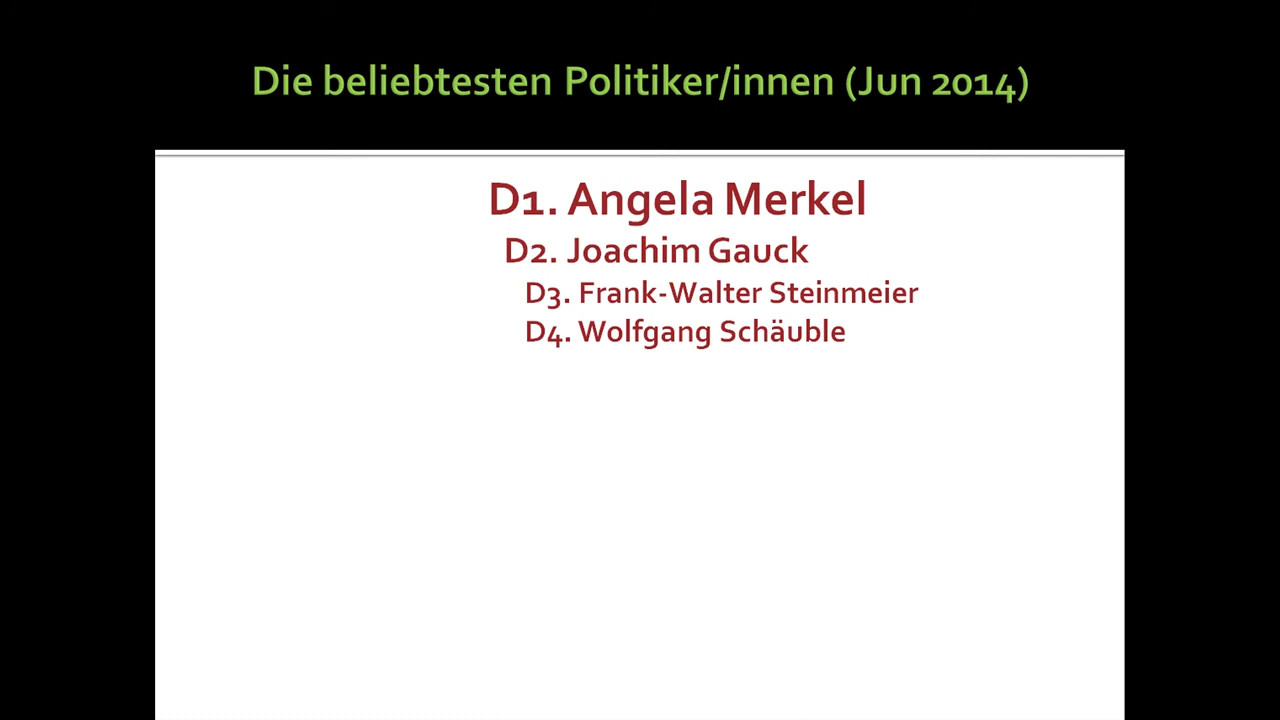 Die beliebtesten Politiker/innen (Jun 2014)
D1. Angela Merkel
D2. Joachim Gauck
D3. Frank-Walter Steinmeier
D4. Wolfgang Schäuble